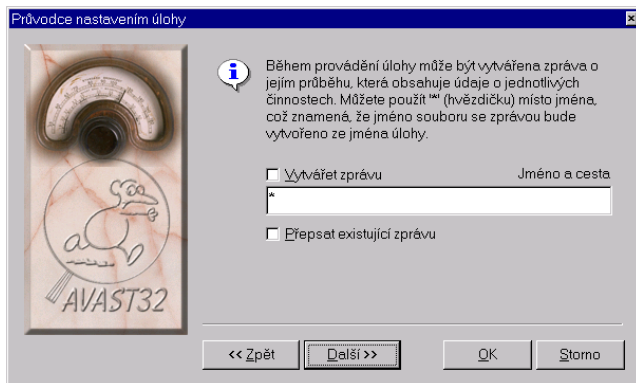 Průvodce nastavením úlohy
Během provádění úlohy může být vytvářena zpráva o
jejím průběhu, která obsahuje údaje o jednotlivých
činnostech. Můžete použít '*' (hvězdičku) místo jména,
což znamená, že jméno souboru se zprávou bude
vytvořeno ze jména úlohy.
Vytvářet zprávu Jméno a cesta
*
Přepsat existující zprávu
AVAST32
<< Zpět Další >> OK Storno